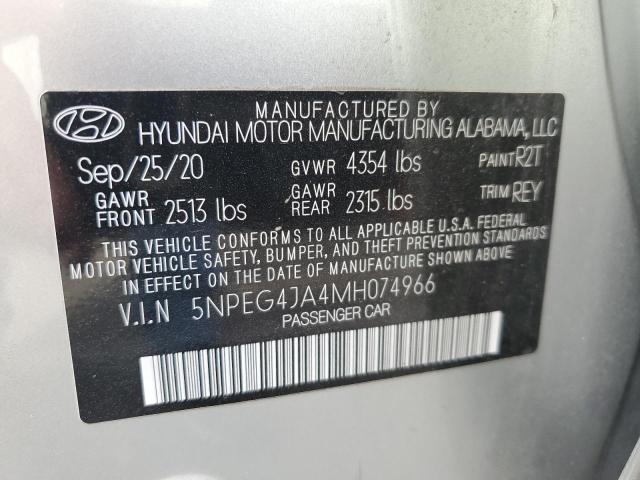 MANUFACTURED BY
HYUNDAI MOTOR MANUFACTURING ALABAMA, LLC
Sep/25/20 GVWR 4354 lbs PAINT R2T
GAWR FRONT 2513 lbs GAWR REAR 2315 lbs TRIM REY
THIS VEHICLE CONFORMS TO ALL APPLICABLE U.S.A. FEDERAL
MOTOR VEHICLE SAFETY, BUMPER, AND THEFT PREVENTION STANDARDS
IN EFFECT ON THE DATE OF MANUFACTURE SHOWN ABOVE.
V.I.N 5NPEG4JA4MH074966
PASSENGER CAR